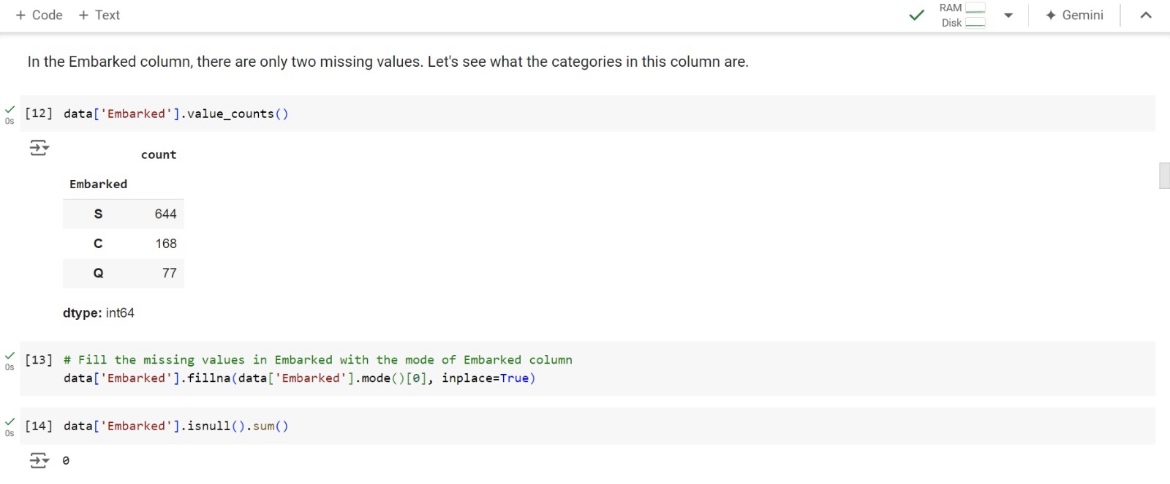 + Code + Text
RAM
Disk
Gemini
In the Embarked column, there are only two missing values. Let's see what the categories in this column are.
0s
[12] data['Embarked'].value_counts()
count
Embarked
S 644
C 168
Q 77
dtype: int64
0s
[13] # Fill the missing values in Embarked with the mode of Embarked column
data['Embarked'].fillna(data['Embarked'].mode()[0], inplace=True)
0s
[14] data['Embarked'].isnull().sum()
0